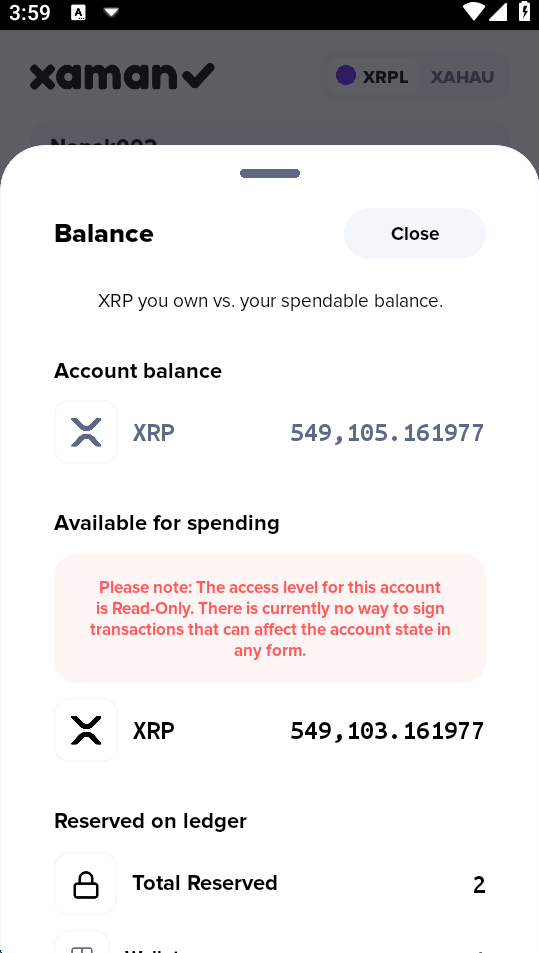 3:59
A
xaman
XRPL
XAHAU
Balance
Close
XRP you own vs. your spendable balance.
Account balance
XRP
549,105.161977
Available for spending
Please note: The access level for this account
is Read-Only. There is currently no way to sign
transactions that can affect the account state in
any form.
XRP
549,103.161977
Reserved on ledger
Total Reserved
2